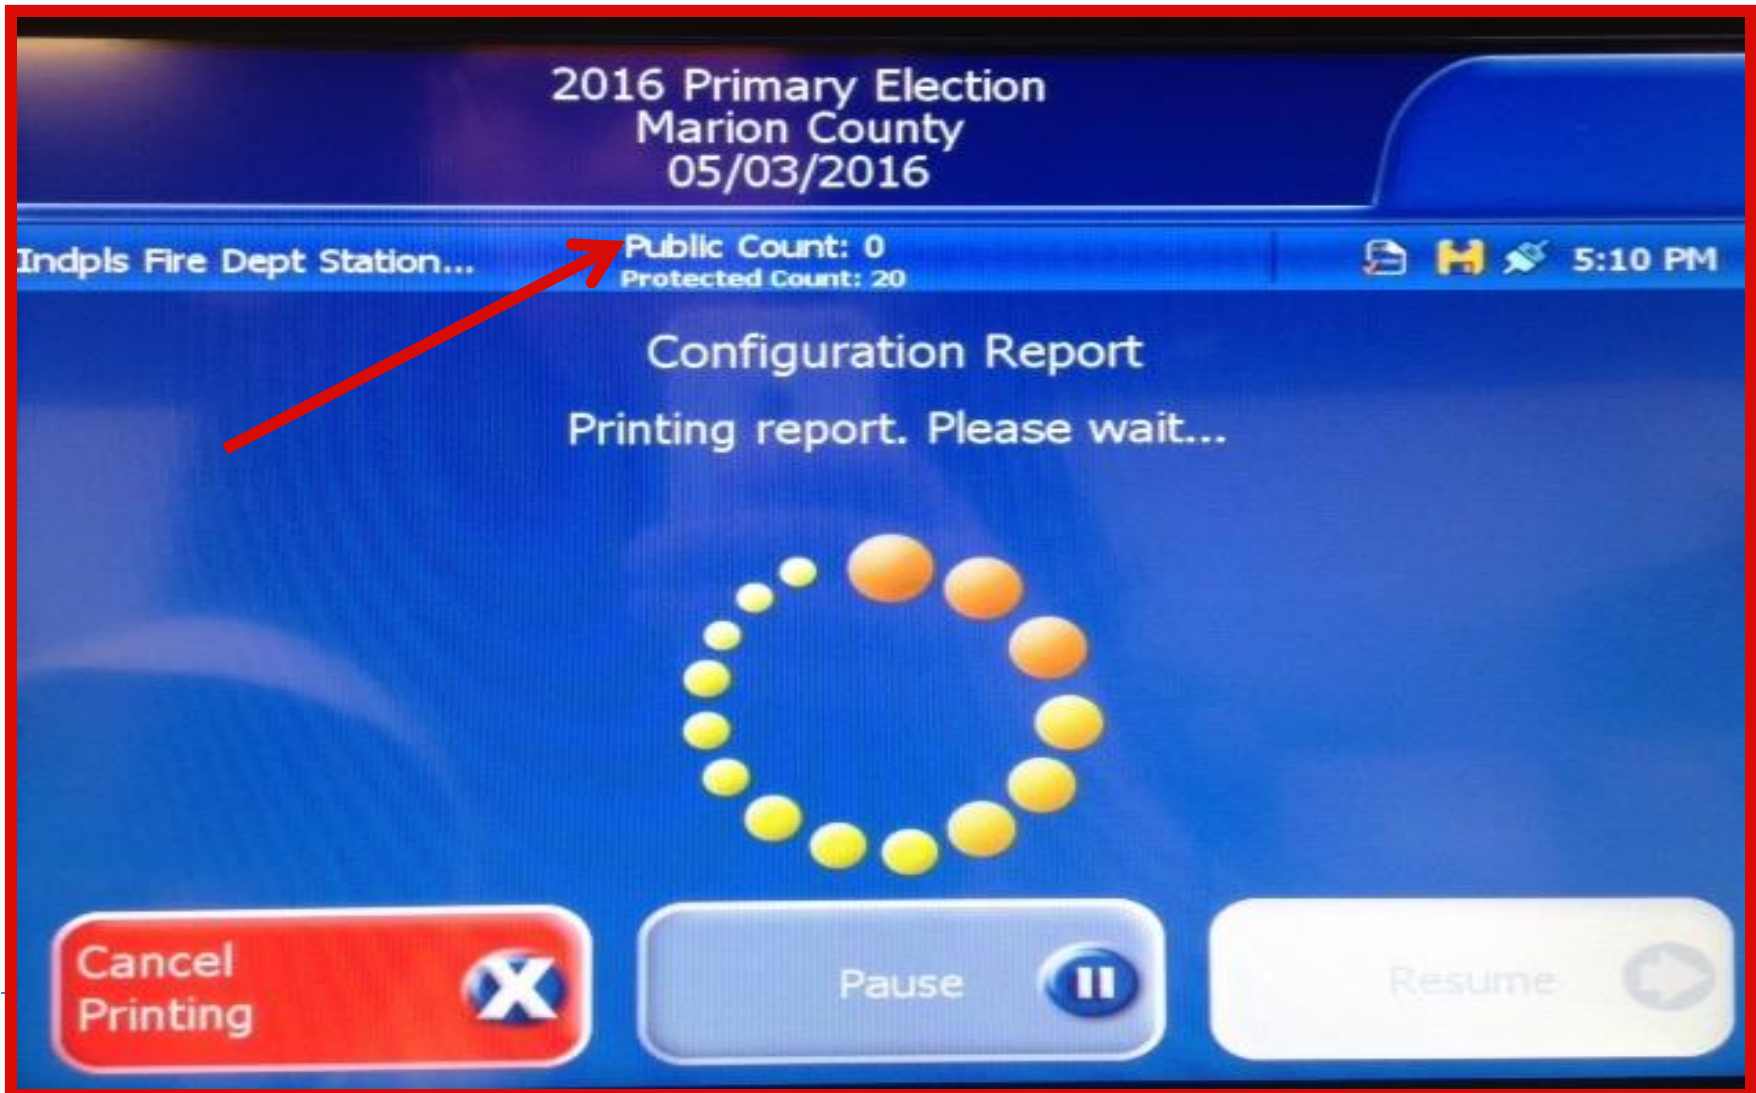 2016 Primary Election
Marion County
05/03/2016
Indpls Fire Dept Station...
Public Count: 0
Protected Count: 20
5:10 PM
Configuration Report
Printing report. Please wait...
Cancel
Printing
Pause
Resume